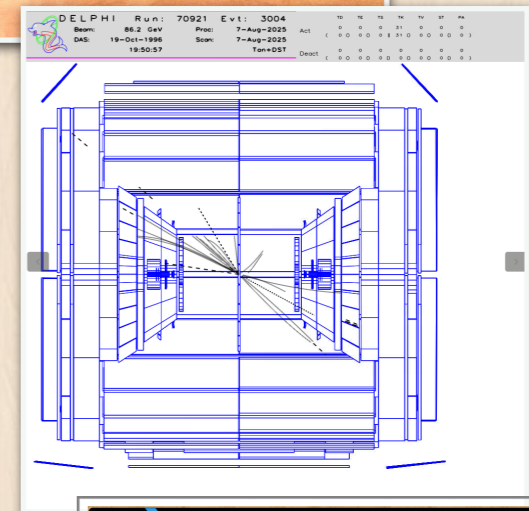 DELPHI Run: 70921 Evt: 3004
Beam: 86.2 GeV Proc: 7-Aug-2025
DAS: 19-Oct-1996 Scan: 7-Aug-2025
19:50:57 Tan+DST
TD TE TS TK TV ST PA
Act
Deact